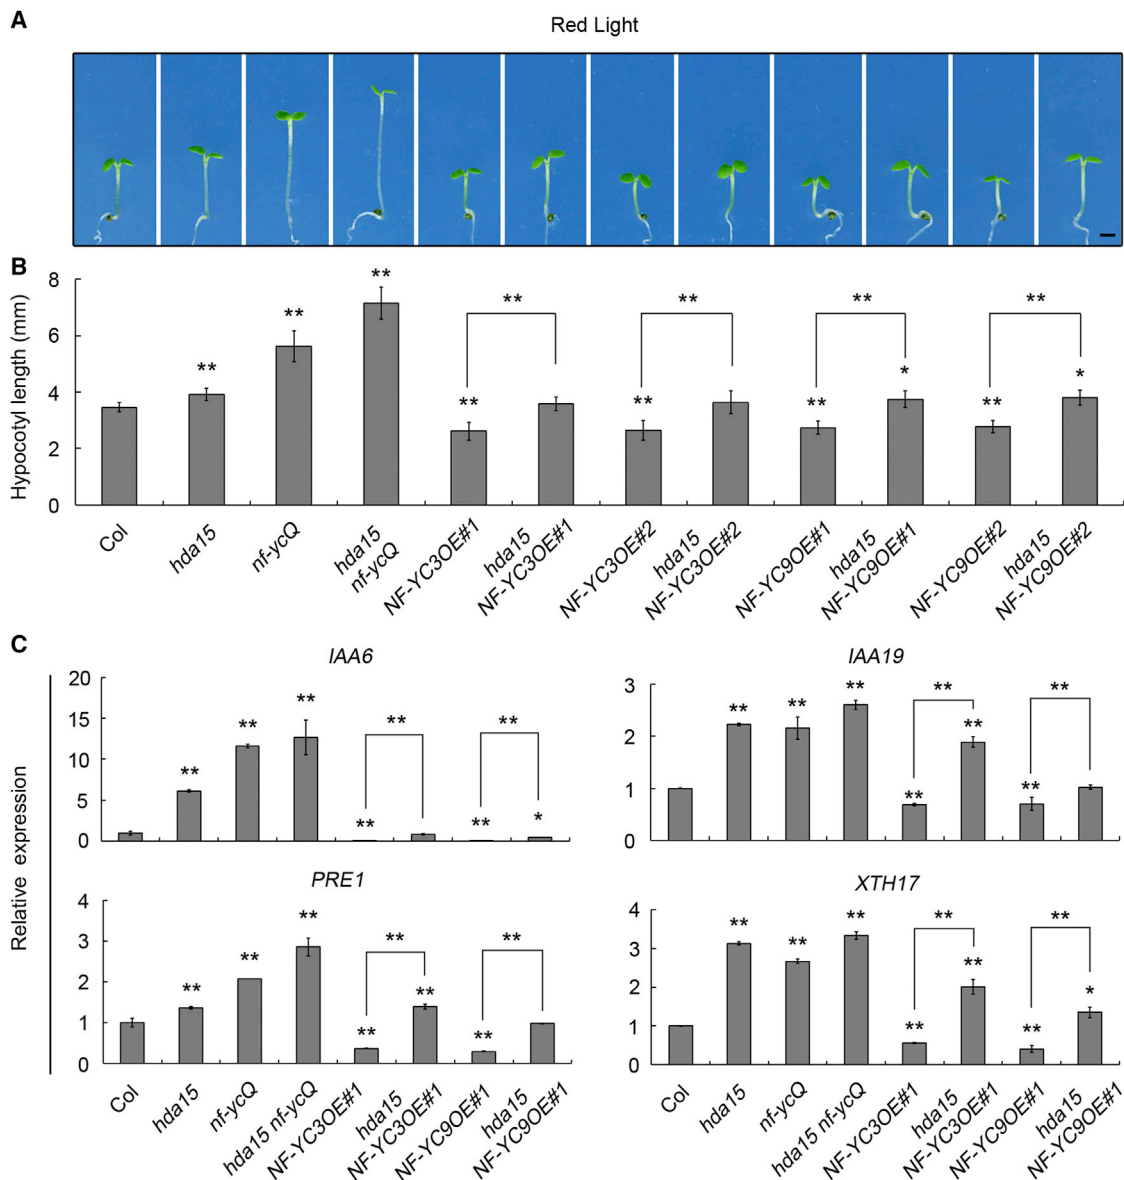 A
Red Light
B
Hypocotyl length (mm)
8
6
4
2
0
**
**
**
**
**
**
**
**
**
*
**
**
*
Col
hda15
nf-ycQ
hda15
nf-ycQ
NF-YC3OE#1
hda15
NF-YC3OE#1
NF-YC3OE#2
hda15
NF-YC3OE#2
NF-YC9OE#1
hda15
NF-YC9OE#1
NF-YC9OE#2
hda15
NF-YC9OE#2
C
Relative expression
IAA6
20
15
10
5
0
**
**
**
**
**
**
**
*
IAA19
3
2
1
0
**
**
**
**
**
**
**
**
PRE1
4
3
2
1
0
**
**
**
**
**
**
**
**
Col
hda15
nf-ycQ
hda15 nf-ycQ
NF-YC3OE#1
hda15
NF-YC3OE#1
NF-YC9OE#1
hda15
NF-YC9OE#1
XTH17
4
3
2
1
0
**
**
**
**
**
**
**
**
*
Col
hda15
nf-ycQ
hda15 nf-ycQ
NF-YC3OE#1
hda15
NF-YC3OE#1
NF-YC9OE#1
hda15
NF-YC9OE#1